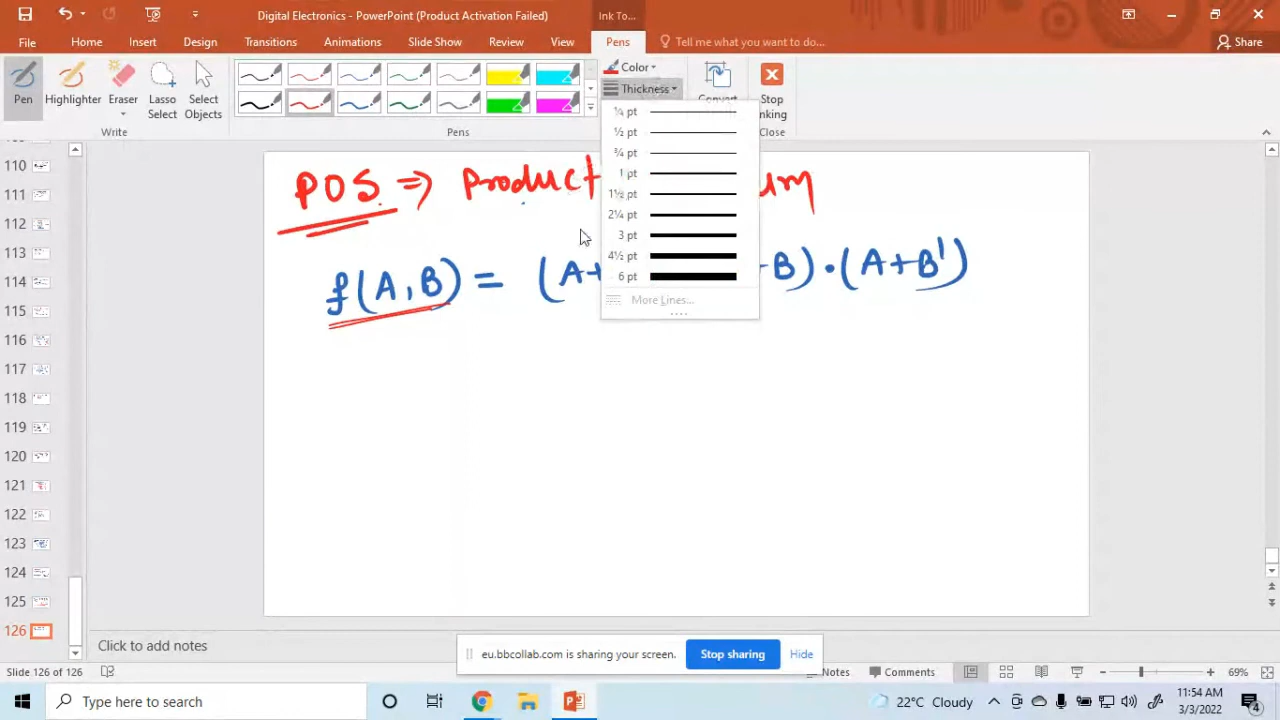 Digital Electronics - PowerPoint (Product Activation Failed)
Ink To...
File Home Insert Design Transitions Animations Slide Show Review View Pens Tell me what you want to do... Share
Pen Highlighter Eraser Lasso Select Select Objects
Color
Thickness
Convert
Stop Inking
Write
Pens
Close
¼ pt
½ pt
¾ pt
1 pt
1½ pt
2¼ pt
3 pt
4½ pt
6 pt
More Lines...
110
111
112
113
114
115
116
117
118
119
120
121
122
123
124
125
126
POS ⇒ Product um
f(A,B) = (A+ B)·(A+B')
Click to add notes
eu.bbcollab.com is sharing your screen. Stop sharing Hide
Slide 126 of 126 Notes Comments 69%
Type here to search
22°C Cloudy
11:54 AM
3/3/2022
4